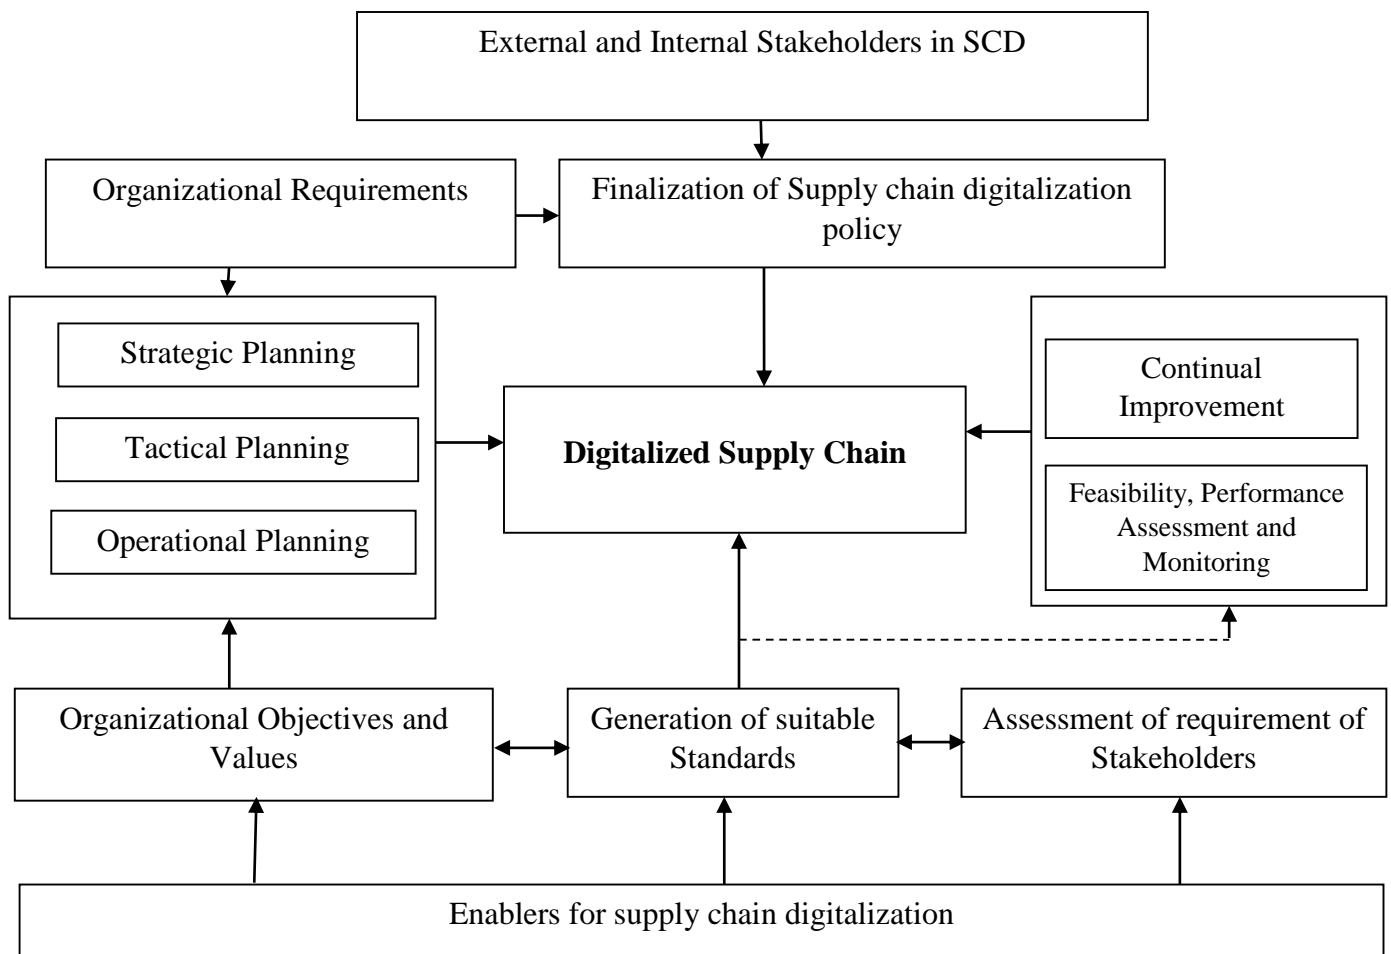 External and Internal Stakeholders in SCD
Organizational Requirements
Finalization of Supply chain digitalization
policy
Strategic Planning
Tactical Planning
Operational Planning
Digitalized Supply Chain
Continual
Improvement
Feasibility, Performance
Assessment and
Monitoring
Organizational Objectives and
Values
Generation of suitable
Standards
Assessment of requirement of
Stakeholders
Enablers for supply chain digitalization